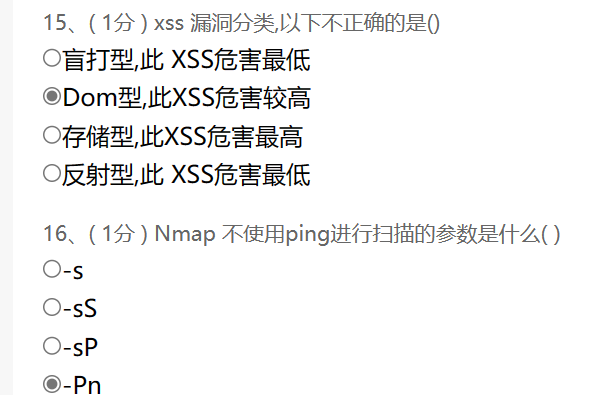 15、( 1分 ) xss 漏洞分类,以下不正确的是()
盲打型,此 XSS危害最低
Dom型,此XSS危害较高
存储型,此XSS危害最高
反射型,此 XSS危害最低
16、( 1分 ) Nmap 不使用ping进行扫描的参数是什么( )
-s
-sS
-sP
-Pn